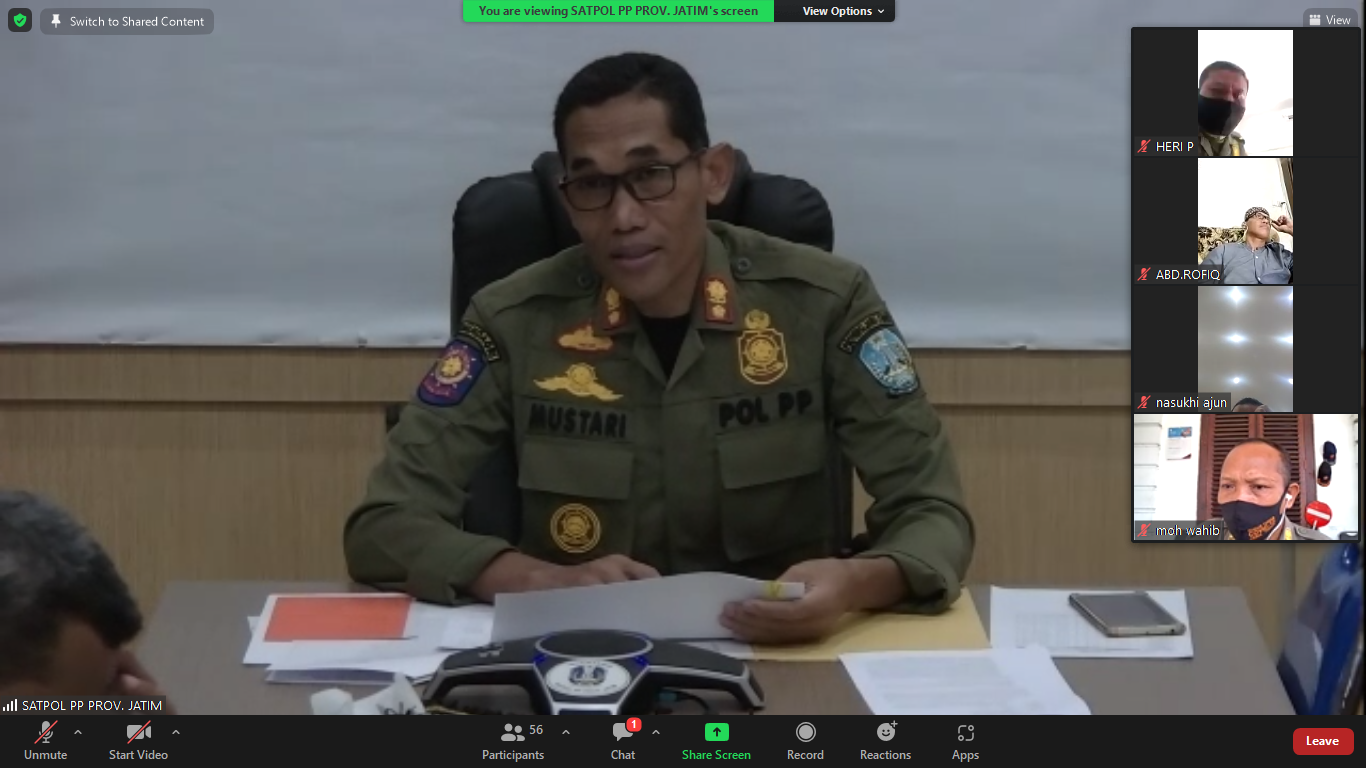 Switch to Shared Content
You are viewing SATPOL PP PROV. JATIM's screen
View Options
View
HERI P
ABD.ROFIQ
nasukhi ajun
moh wahib
MUSTARI
POL PP
SATPOL PP PROV. JATIM
Unmute
Start Video
56
Participants
1
Chat
Share Screen
Record
Reactions
Apps
Leave